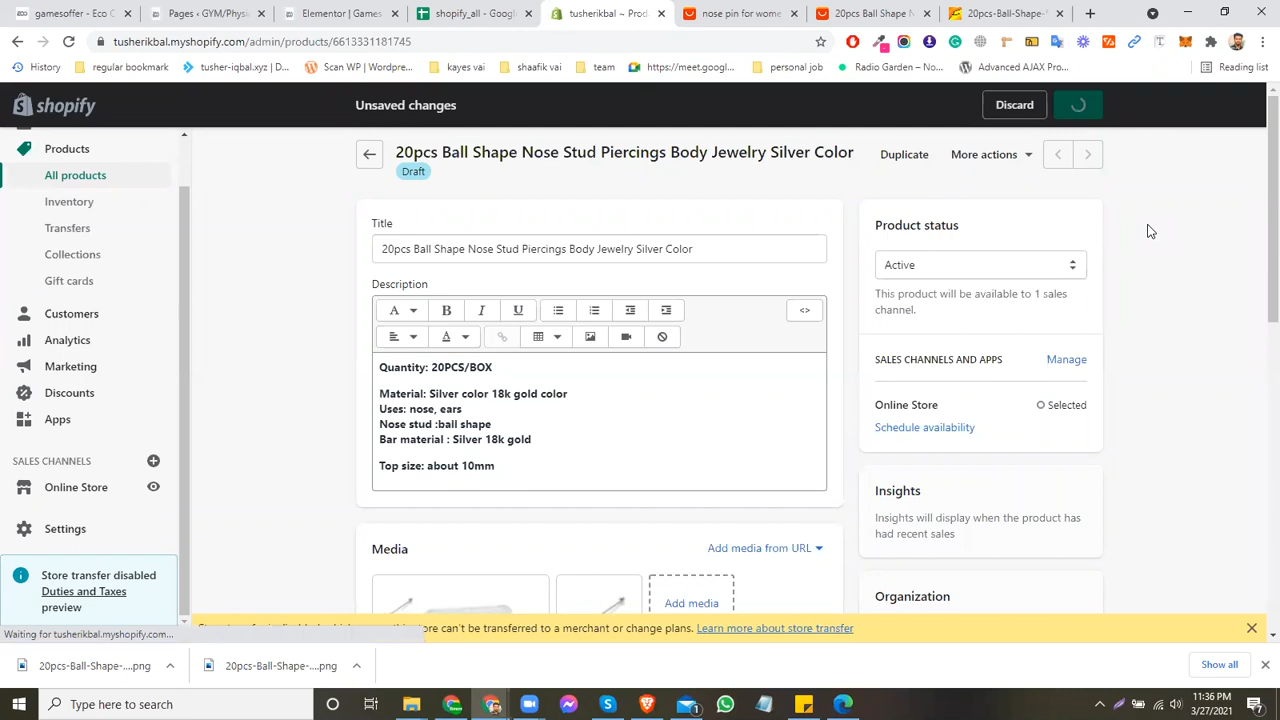 gamesoffer - Eco C
Pages ‹ GYM/Physe
Elementor | Games
shopify_all - Googl
tusherikbal ~ Prod
nose pin for wome
20pcs Ball Shape N
20pcs-Ball-Shape-
tusherikbal.myshopify.com/admin/products/6613331181745
History
regular bookmark
tusher-iqbal.xyz | D...
Scan WP | Wordpre...
kayes vai
shaafik vai
team
https://meet.googl...
personal job
Radio Garden – No...
Advanced AJAX Pro...
Reading list
shopify
Unsaved changes
Discard
Products
All products
Inventory
Transfers
Collections
Gift cards
Customers
Analytics
Marketing
Discounts
Apps
SALES CHANNELS
Online Store
Settings
Store transfer disabled
Duties and Taxes
preview
20pcs Ball Shape Nose Stud Piercings Body Jewelry Silver Color
Draft
Duplicate
More actions
Title
20pcs Ball Shape Nose Stud Piercings Body Jewelry Silver Color
Description
A
B
I
U
<>
A
Quantity: 20PCS/BOX
Material: Silver color 18k gold color
Uses: nose, ears
Nose stud :ball shape
Bar material : Silver 18k gold
Top size: about 10mm
Media
Add media from URL
Add media
Product status
Active
This product will be available to 1 sales
channel.
SALES CHANNELS AND APPS
Manage
Online Store
Selected
Schedule availability
Insights
Insights will display when the product has
had recent sales
Organization
store can't be transferred to a merchant or change plans. Learn more about store transfer
Waiting for tusherikbal.myshopify.com...
20pcs-Ball-Shape-....png
20pcs-Ball-Shape-....png
Show all
Type here to search
11:36 PM
3/27/2021